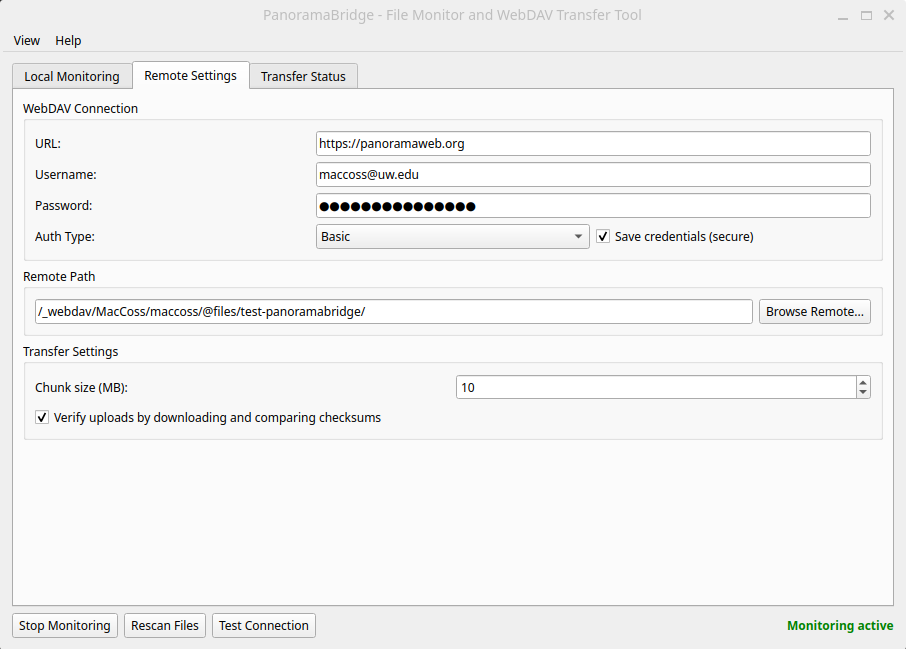 PanoramaBridge - File Monitor and WebDAV Transfer Tool
View Help
Local Monitoring Remote Settings Transfer Status
WebDAV Connection
URL: https://panoramaweb.org
Username: maccoss@uw.edu
Password: ●●●●●●●●●●●●●●●
Auth Type: Basic Save credentials (secure)
Remote Path
/_webdav/MacCoss/maccoss/@files/test-panoramabridge/ Browse Remote...
Transfer Settings
Chunk size (MB): 10
Verify uploads by downloading and comparing checksums
Stop Monitoring Rescan Files Test Connection Monitoring active